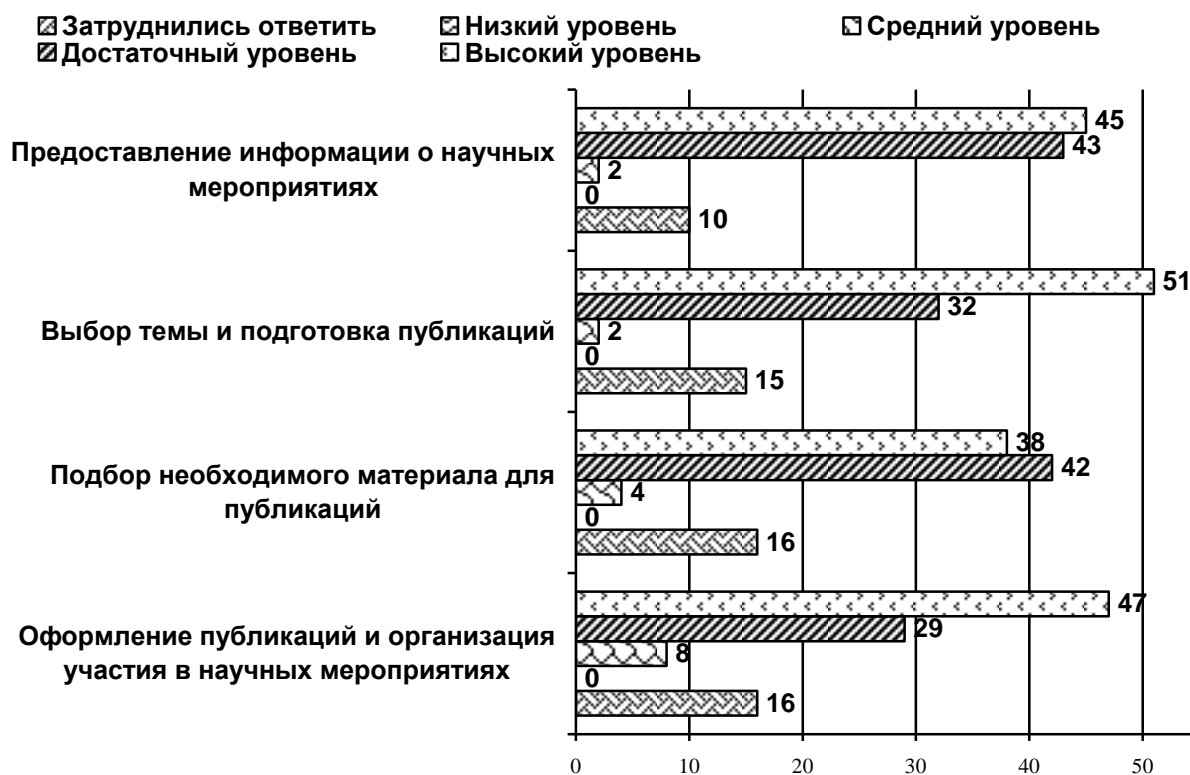 Затруднились ответить Низкий уровень Средний уровень
Достаточный уровень Высокий уровень
45
Предоставление информации о научных
мероприятиях
43
2
0
10
51
32
Выбор темы и подготовка публикаций
2
0
15
38
42
Подбор необходимого материала для
публикаций
4
0
16
47
29
Оформление публикаций и организация
участия в научных мероприятиях
8
0
16
0 10 20 30 40 50